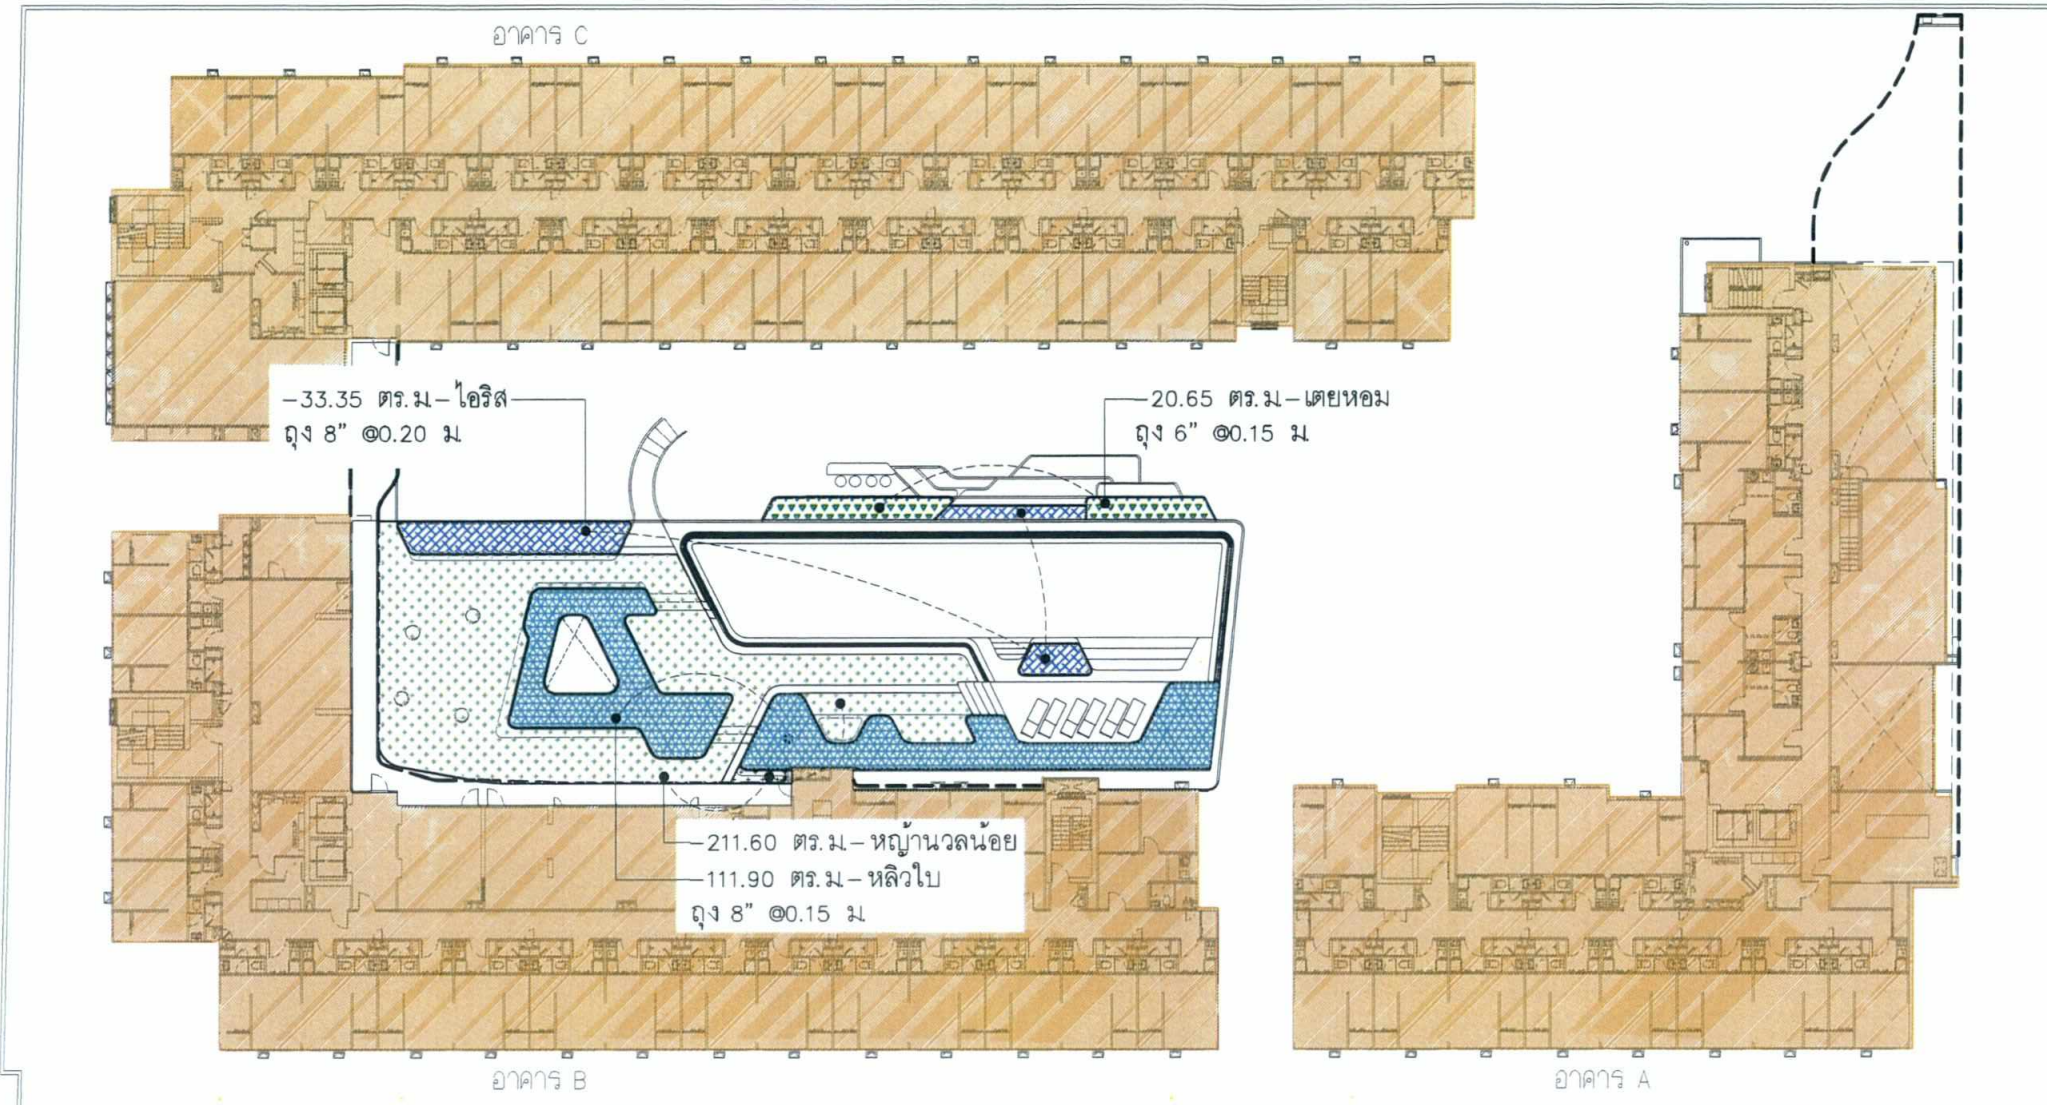 อาคาร C
-33.35 ตร.ม-ไอริส
ถุง 8" @0.20 ม.
-20.65 ตร.ม-เตยหอม
ถุง 6" @0.15 ม.
-211.60 ตร.ม-หญ้านวลน้อย
-111.90 ตร.ม-หลิวใบ
ถุง 8" @0.15 ม.
อาคาร B
อาคาร A